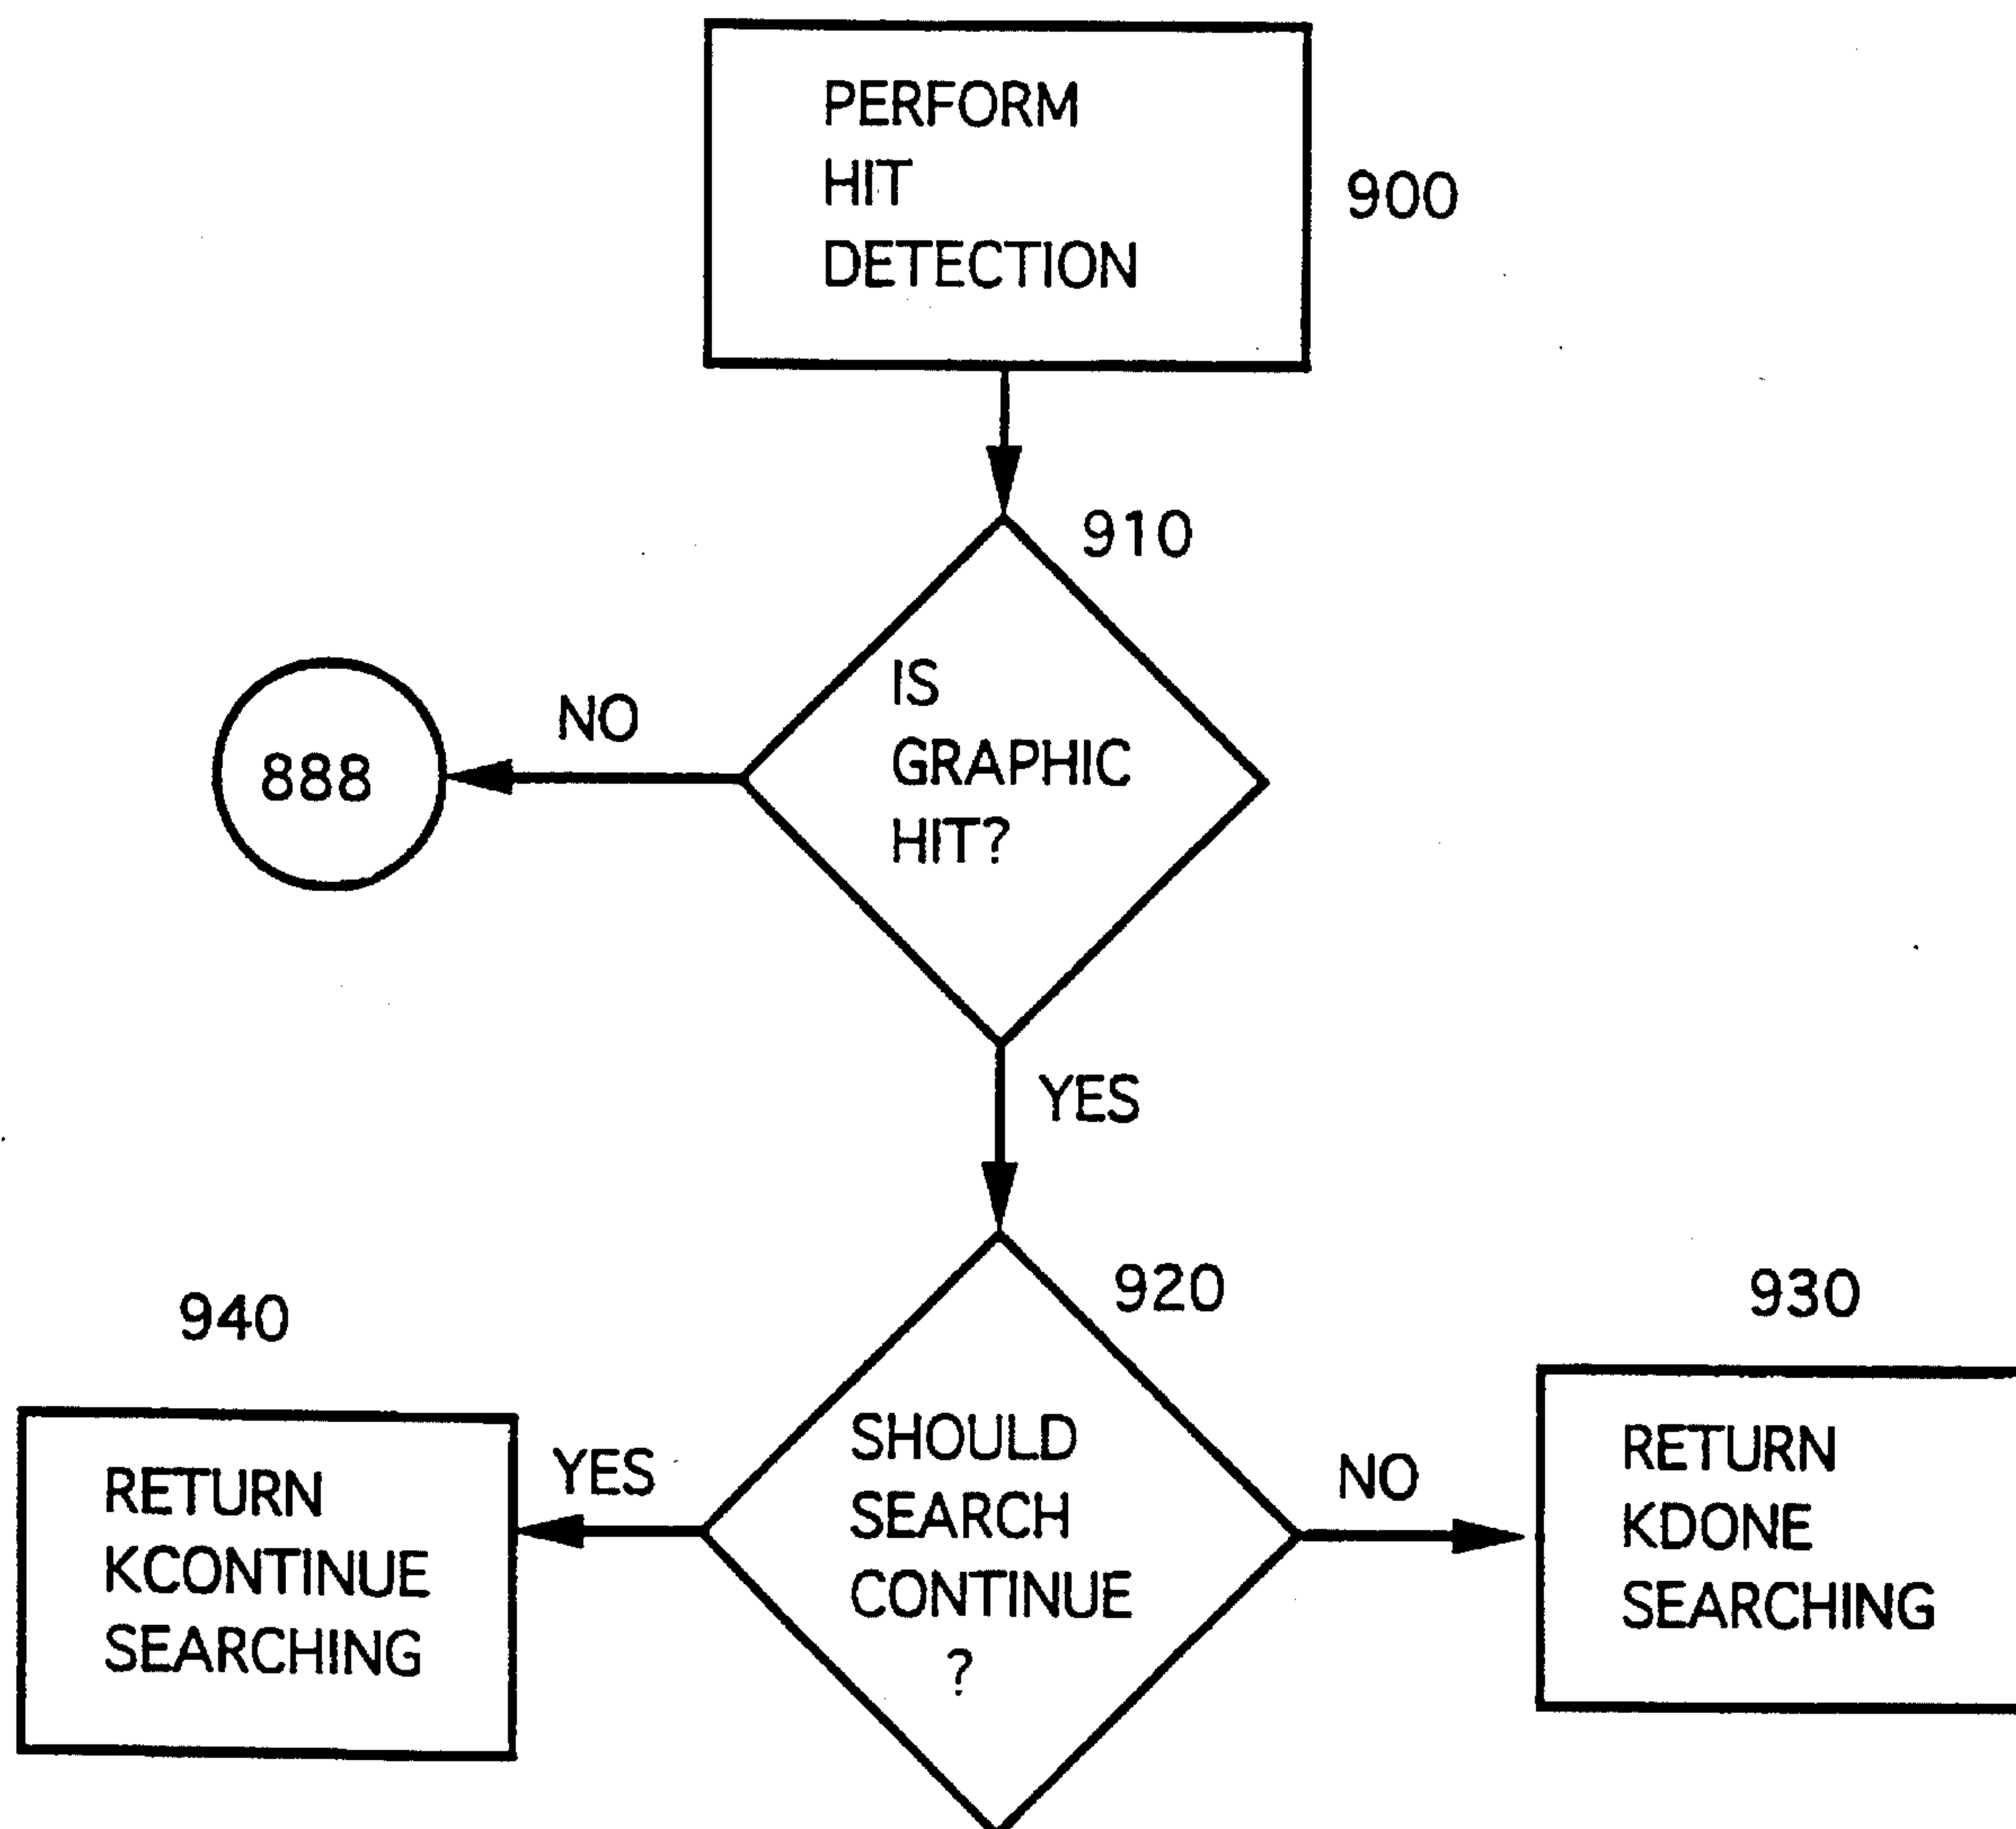 PERFORM
HIT
DETECTION
900
910
IS
GRAPHIC
HIT?
NO
888
YES
920
930
940
SHOULD
SEARCH
CONTINUE
?
YES
NO
RETURN
KCONTINUE
SEARCHING
RETURN
KDONE
SEARCHING